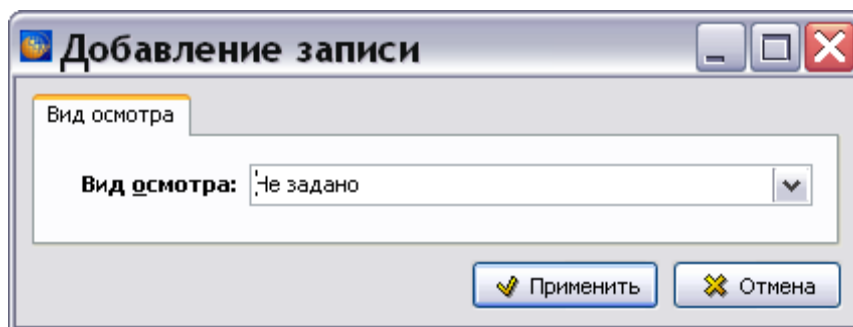 Добавление записи
Вид осмотра
Вид осмотра: Не задано
Применить Отмена